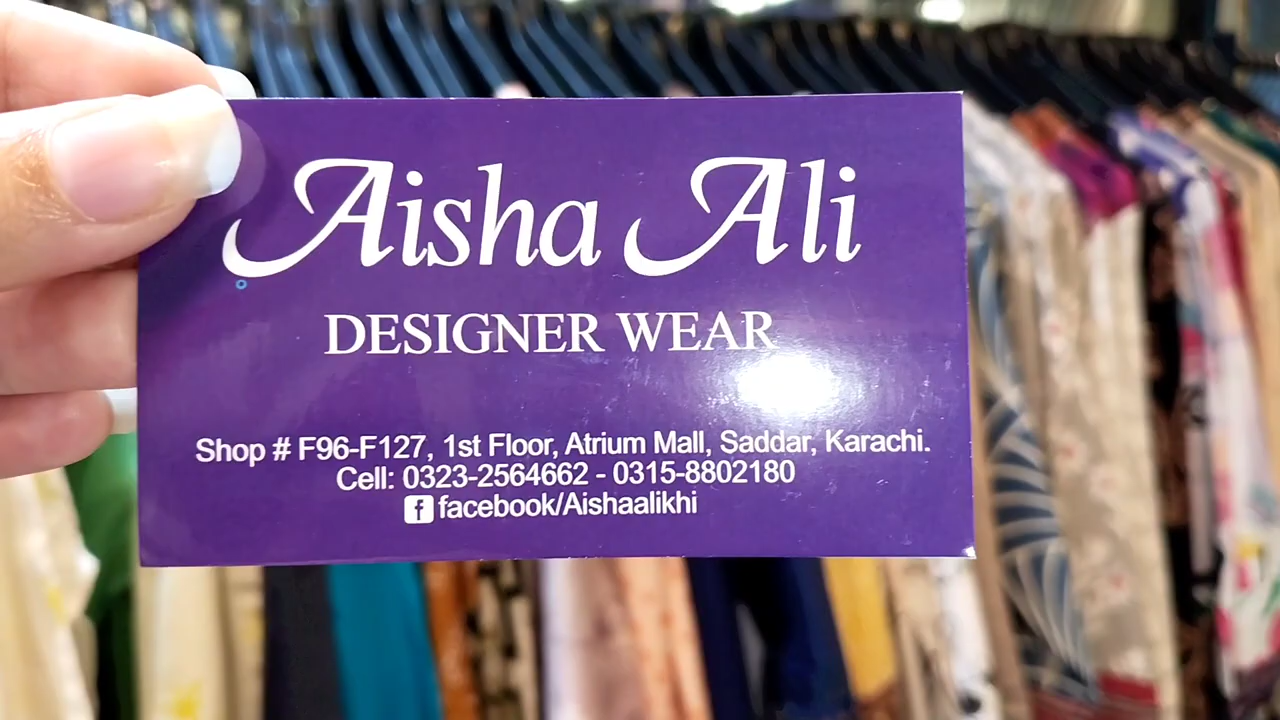 Aisha Ali
DESIGNER WEAR
Shop # F96-F127, 1st Floor, Atrium Mall, Saddar, Karachi.
Cell: 0323-2564662 - 0315-8802180
facebook/Aishaalikhi